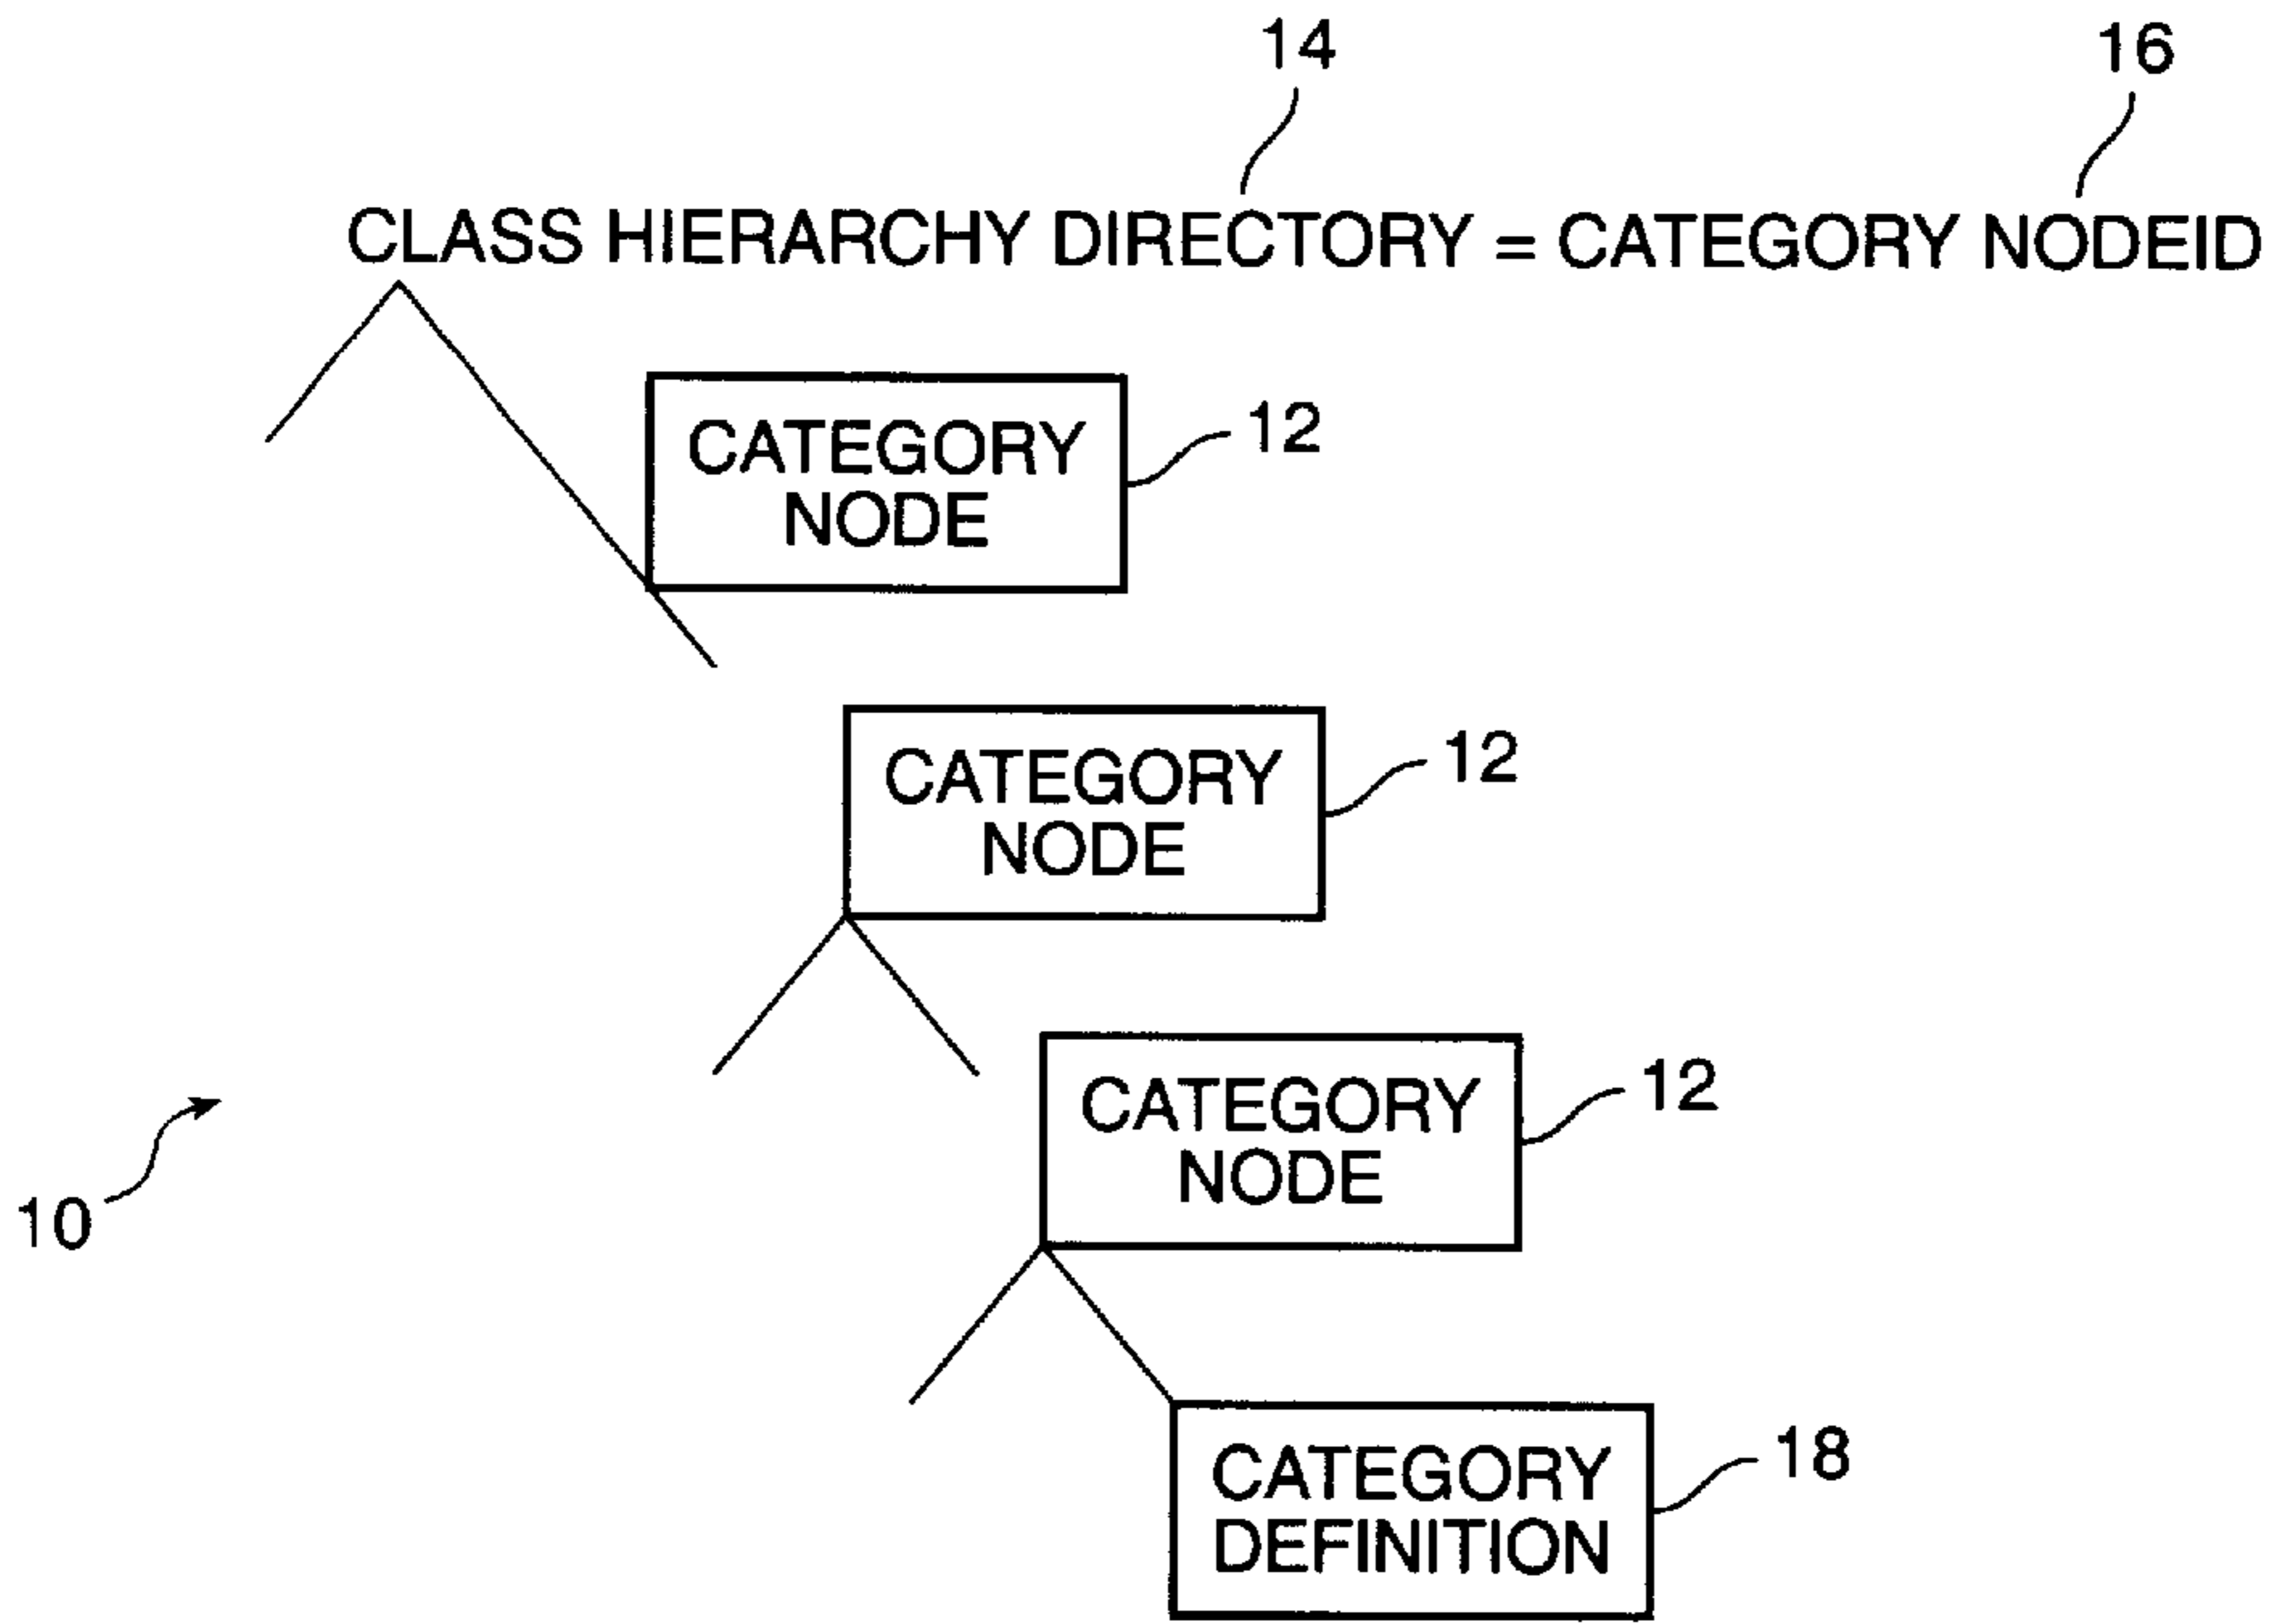 14
16
CLASS HIERARCHY DIRECTORY = CATEGORY NODEID
CATEGORY
NODE
12
CATEGORY
NODE
12
CATEGORY
NODE
12
10
CATEGORY
DEFINITION
18